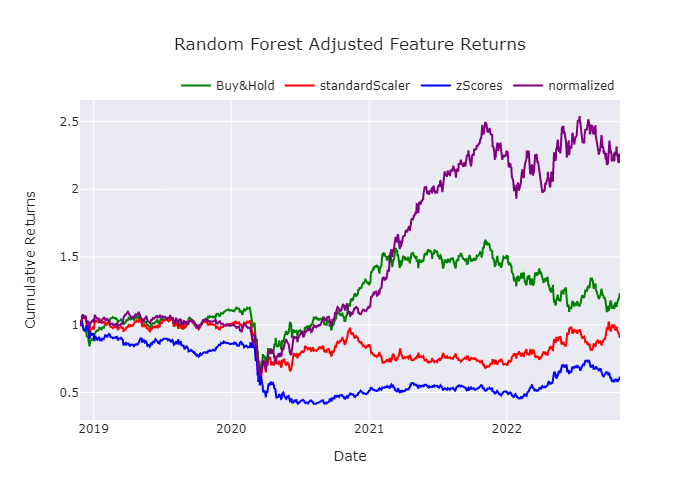 Random Forest Adjusted Feature Returns
Buy&Hold standardScaler zScores normalized
2.5
2
1.5
1
0.5
Cumulative Returns
2019 2020 2021 2022
Date